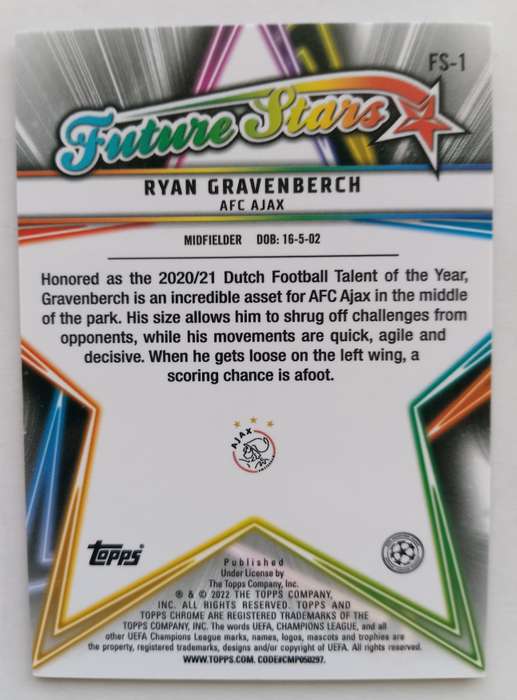 FS-1
Future Stars
RYAN GRAVENBERCH
AFC AJAX
MIDFIELDER DOB: 16-5-02
Honored as the 2020/21 Dutch Football Talent of the Year,
Gravenberch is an incredible asset for AFC Ajax in the middle
of the park. His size allows him to shrug off challenges from
opponents, while his movements are quick, agile and
decisive. When he gets loose on the left wing, a
scoring chance is afoot.
AJAX
topps
Published
Under License by
The Topps Company, Inc.
® & © 2022 THE TOPPS COMPANY,
INC. ALL RIGHTS RESERVED. TOPPS AND
TOPPS CHROME ARE REGISTERED TRADEMARKS OF THE
TOPPS COMPANY, INC. The words UEFA, CHAMPIONS LEAGUE, and all
other UEFA Champions League marks, names, logos, mascots and trophies are
the property, registered trademarks, designs and/or copyright of UEFA. All rights reserved.
WWW.TOPPS.COM. CODE#CMP050297.